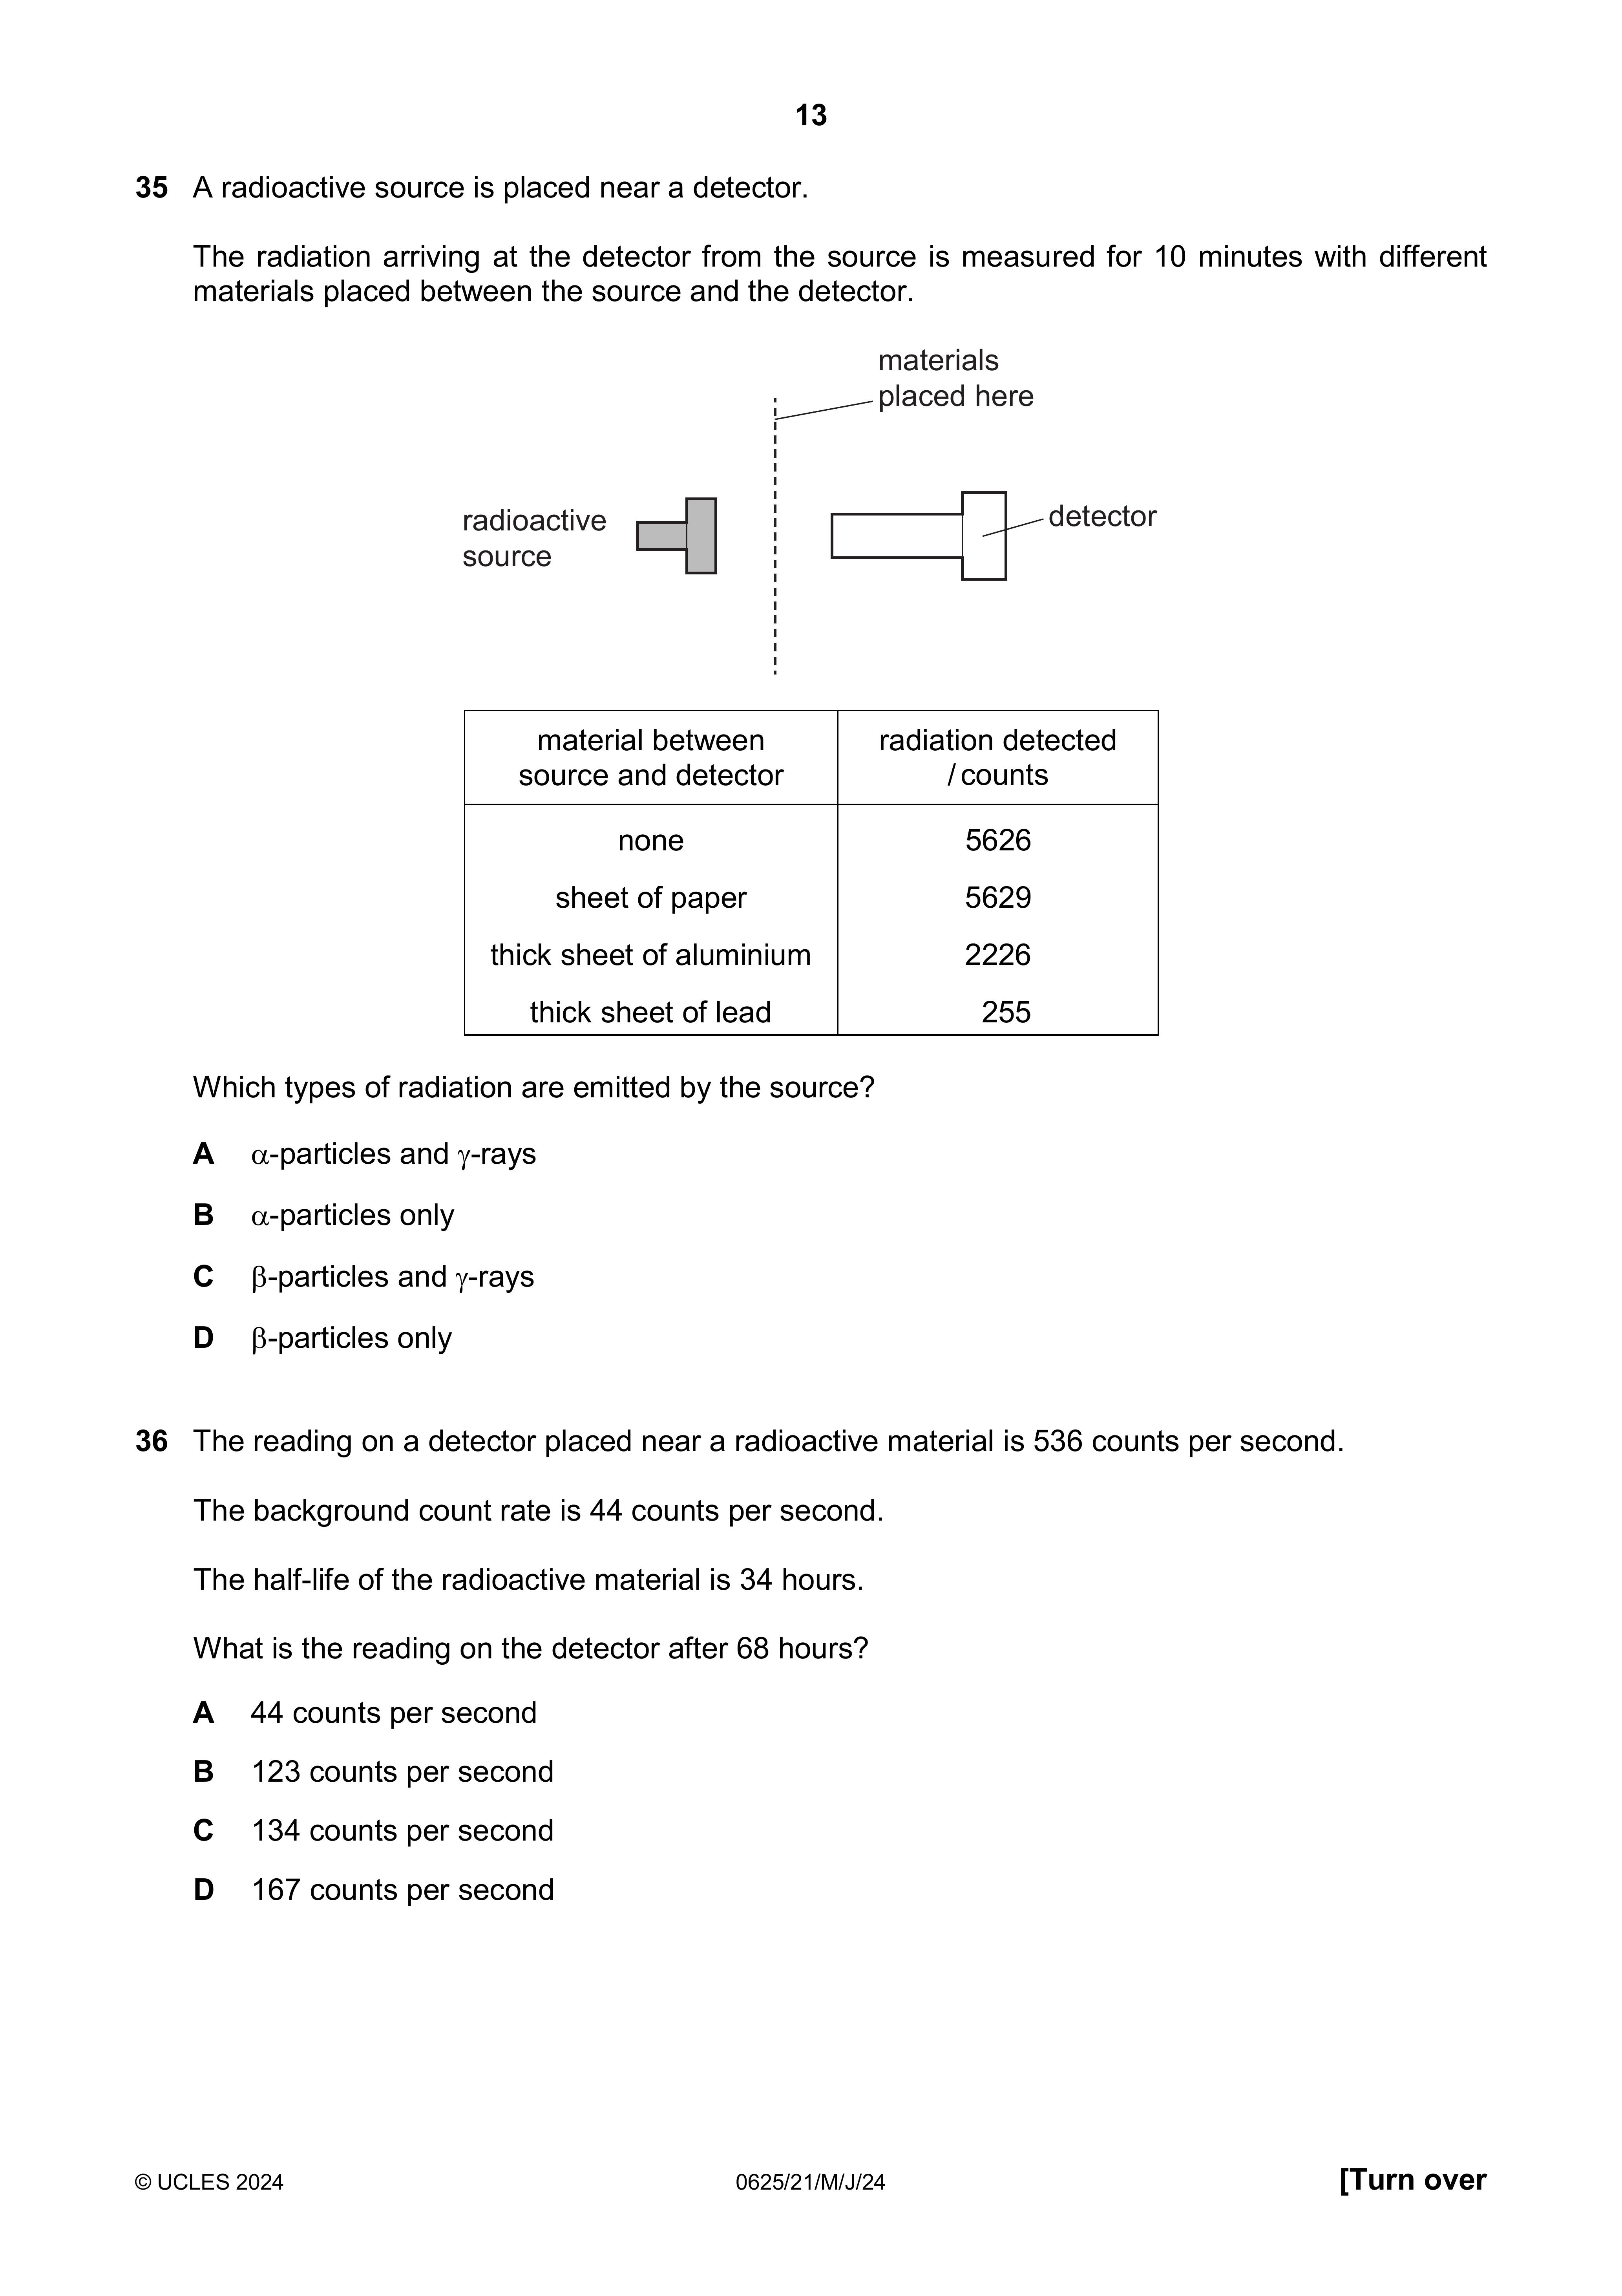 13
35 A radioactive source is placed near a detector.
The radiation arriving at the detector from the source is measured for 10 minutes with different
materials placed between the source and the detector.
materials
placed here
radioactive
source
detector
material between
source and detector
radiation detected
/ counts
none 5626
sheet of paper 5629
thick sheet of aluminium 2226
thick sheet of lead 255
Which types of radiation are emitted by the source?
A α-particles and γ-rays
B α-particles only
C β-particles and γ-rays
D β-particles only
36 The reading on a detector placed near a radioactive material is 536 counts per second.
The background count rate is 44 counts per second.
The half-life of the radioactive material is 34 hours.
What is the reading on the detector after 68 hours?
A 44 counts per second
B 123 counts per second
C 134 counts per second
D 167 counts per second
© UCLES 2024 0625/21/M/J/24 [Turn over